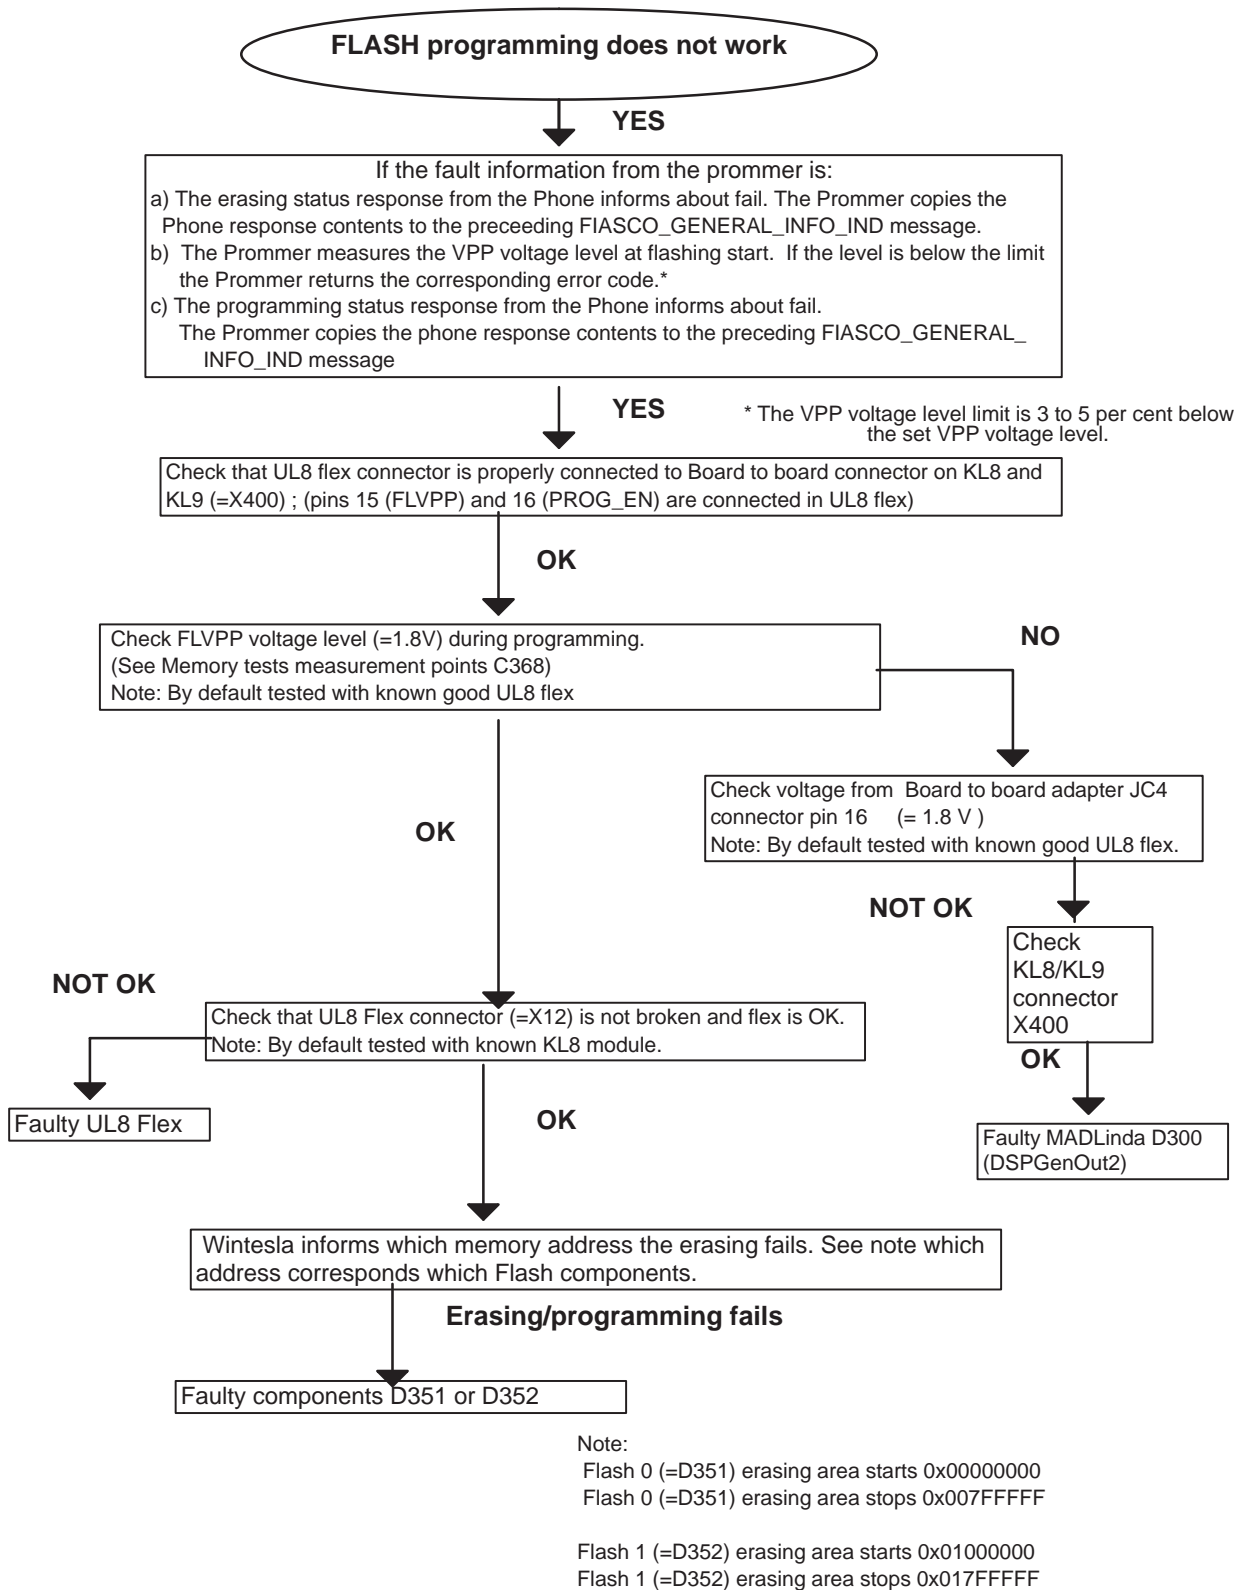 FLASH programming does not work
YES
If the fault information from the prommer is:
a) The erasing status response from the Phone informs about fail. The Prommer copies the
Phone response contents to the preceeding FIASCO_GENERAL_INFO_IND message.
b) The Prommer measures the VPP voltage level at flashing start. If the level is below the limit
the Prommer returns the corresponding error code.*
c) The programming status response from the Phone informs about fail.
The Prommer copies the phone response contents to the preceding FIASCO_GENERAL_
INFO_IND message
YES
* The VPP voltage level limit is 3 to 5 per cent below
the set VPP voltage level.
Check that UL8 flex connector is properly connected to Board to board connector on KL8 and
KL9 (=X400) ; (pins 15 (FLVPP) and 16 (PROG_EN) are connected in UL8 flex)
OK
Check FLVPP voltage level (=1.8V) during programming.
(See Memory tests measurement points C368)
Note: By default tested with known good UL8 flex
NO
Check voltage from Board to board adapter JC4
connector pin 16 (= 1.8 V )
Note: By default tested with known good UL8 flex.
OK
NOT OK
Check
KL8/KL9
connector
X400
NOT OK
Check that UL8 Flex connector (=X12) is not broken and flex is OK.
Note: By default tested with known KL8 module.
OK
Faulty UL8 Flex
OK
Faulty MADLinda D300
(DSPGenOut2)
Wintesla informs which memory address the erasing fails. See note which
address corresponds which Flash components.
Erasing/programming fails
Faulty components D351 or D352
Note:
Flash 0 (=D351) erasing area starts 0x00000000
Flash 0 (=D351) erasing area stops 0x007FFFFF
Flash 1 (=D352) erasing area starts 0x01000000
Flash 1 (=D352) erasing area stops 0x017FFFFF